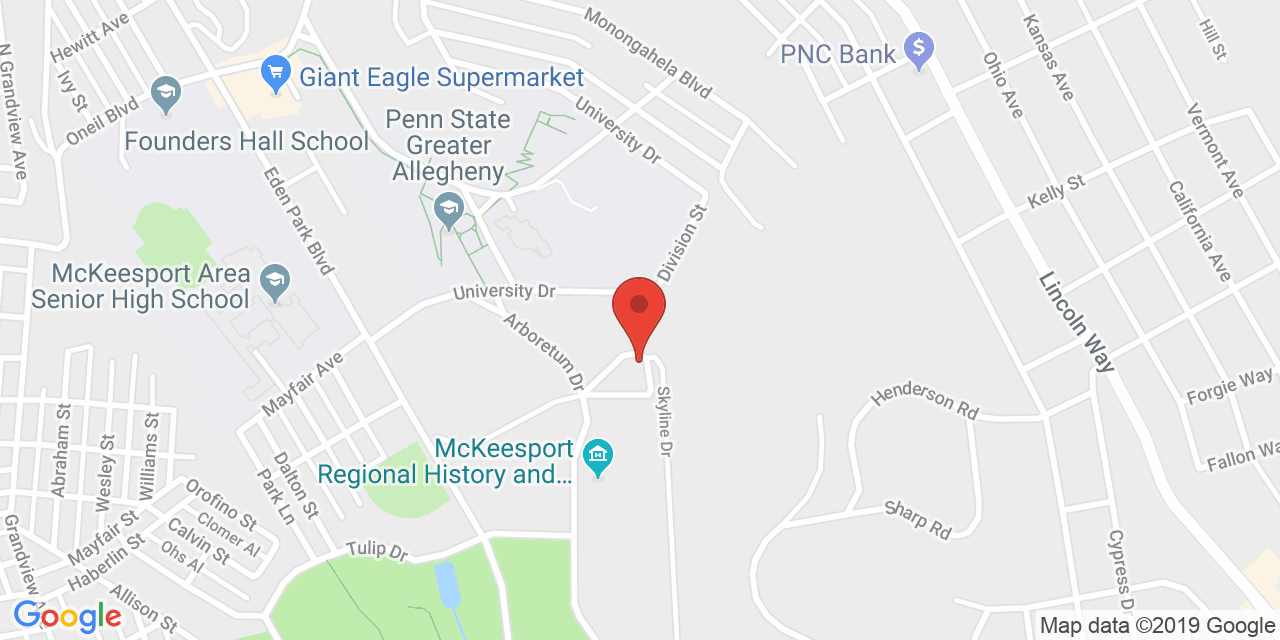 Hewitt Ave
Monongahela Blvd
PNC Bank
Kansas Ave
Hill St
N Grandview Ave
Ivy St
Giant Eagle Supermarket
Ohio Ave
Oneil Blvd
Founders Hall School
Penn State
Greater
Allegheny
University Dr
Vermont Ave
Kelly St
Eden Park Blvd
California Ave
Division St
McKeesport Area
Senior High School
University Dr
Lincoln Way
Arboretum Dr
Mayfair Ave
Skyline Dr
Henderson Rd
Forgie Way
Abraham St
Wesley St
Williams St
McKeesport
Regional History and...
Fallon Wa
Dalton St
Park Ln
Orofino St
Clomer Al
Calvin St
Ohs Al
Mayfair St
Haberlin St
Grandview A
Tulip Dr
Sharp Rd
Cypress Dr
Allison St
Google
Map data ©2019 Google